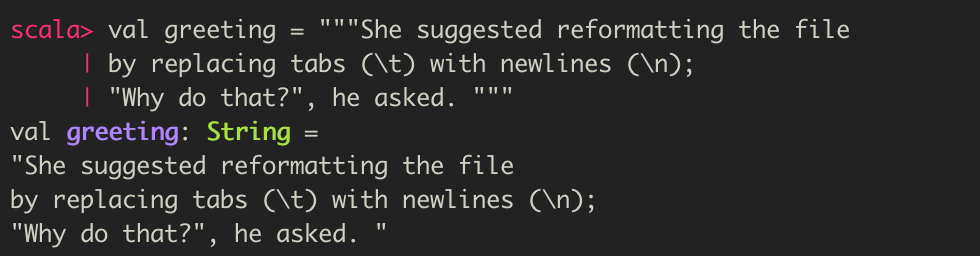 scala> val greeting = """She suggested reformatting the file
| by replacing tabs (\t) with newlines (\n);
| "Why do that?", he asked. """
val greeting: String =
"She suggested reformatting the file
by replacing tabs (\t) with newlines (\n);
"Why do that?", he asked. "